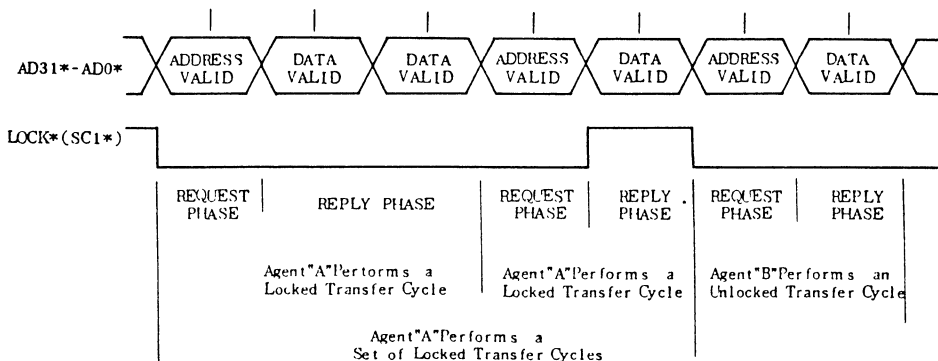 AD31*-AD0*
ADDRESS VALID
DATA VALID
DATA VALID
ADDRESS VALID
DATA VALID
ADDRESS VALID
DATA VALID
LOCK*(SC1*)
REQUEST PHASE
REPLY PHASE
REQUEST PHASE
REPLY PHASE
REQUEST PHASE
REPLY PHASE
Agent"A"Performs a
Locked Transfer Cycle
Agent"A"Performs a
Locked Transfer Cycle
Agent"B"Performs an
Unlocked Transfer Cycle
Agent"A"Performs a
Set of Locked Transfer Cycles